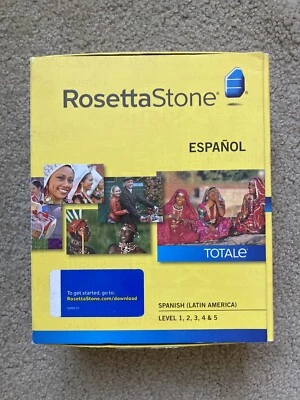 RosettaStone®
ESPAÑOL
TOTALe
To get started, go to:
RosettaStone.com/download
SPANISH (LATIN AMERICA)
LEVEL 1, 2, 3, 4 & 5